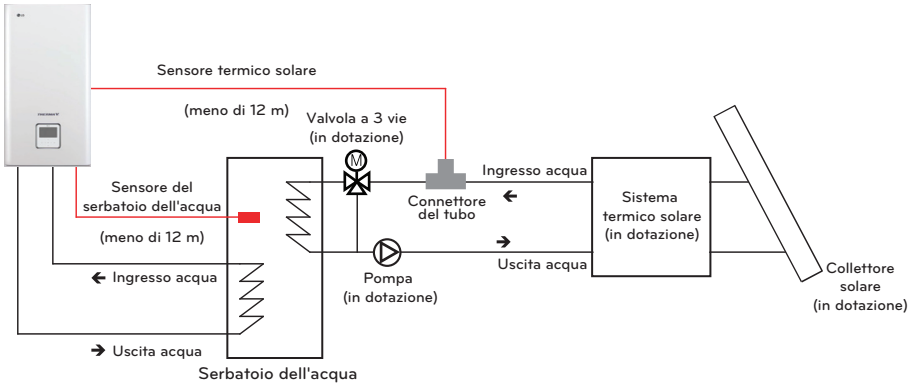 LG
Sensore termico solare
(meno di 12 m)
Valvola a 3 vie
(in dotazione)
M
Ingresso acqua
Connettore
del tubo
Sensore del
serbatoio dell'acqua
(meno di 12 m)
Sistema
termico solare
(in dotazione)
Uscita acqua
Pompa
(in dotazione)
Ingresso acqua
Collettore
solare
(in dotazione)
Uscita acqua
Serbatoio dell'acqua